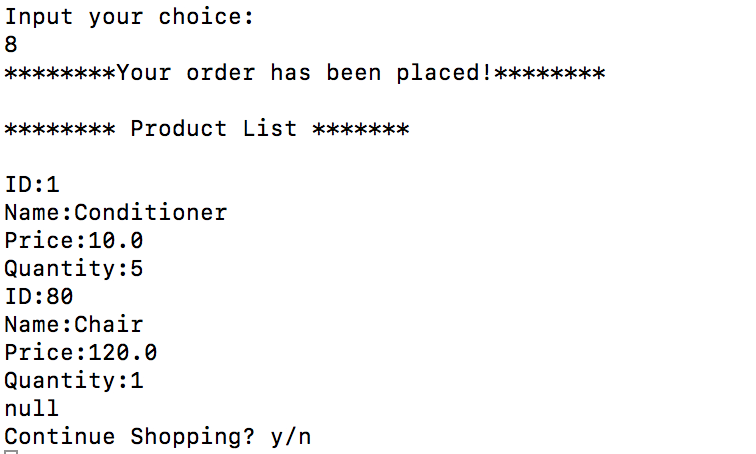 Input your choice:
8
********Your order has been placed!********
******** Product List *******
ID:1
Name:Conditioner
Price:10.0
Quantity:5
ID:80
Name:Chair
Price:120.0
Quantity:1
null
Continue Shopping? y/n